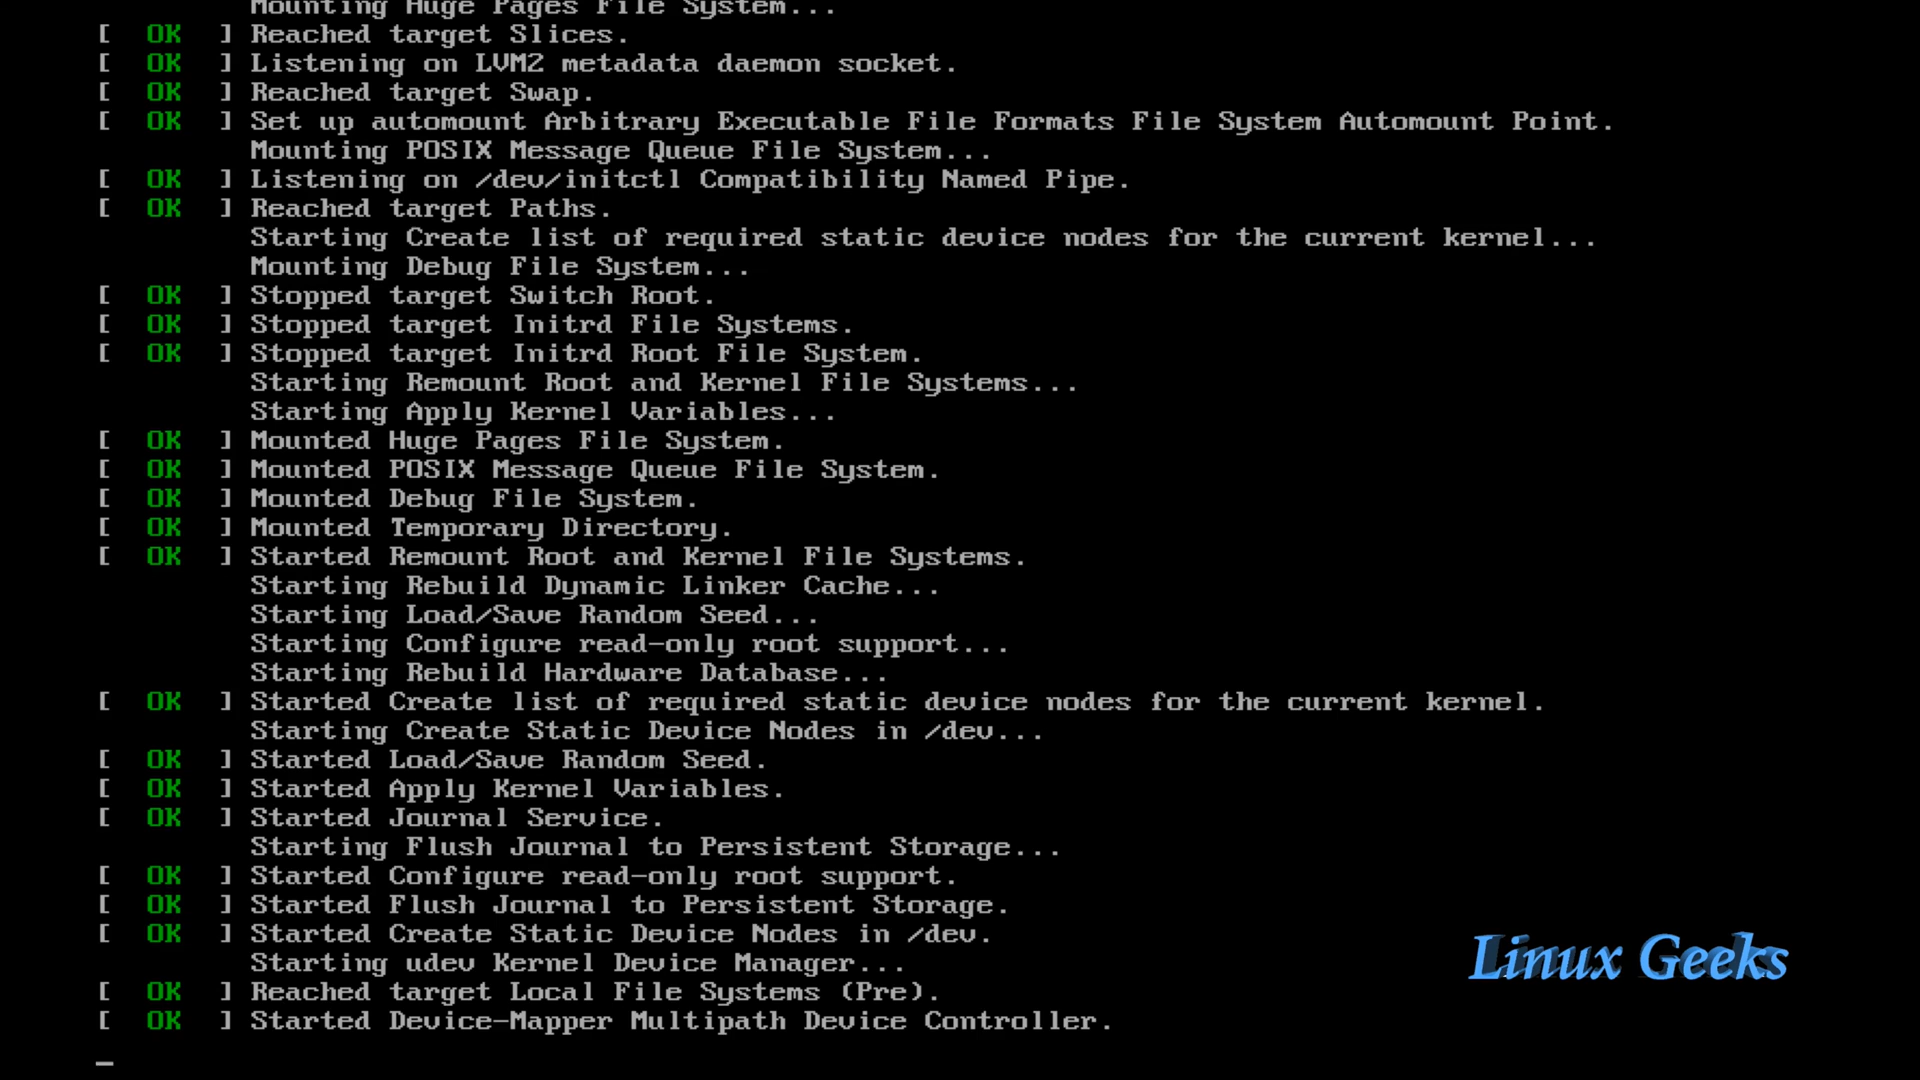 Mounting Huge Pages File System...
[  OK  ] Reached target Slices.
[  OK  ] Listening on LVM2 metadata daemon socket.
[  OK  ] Reached target Swap.
[  OK  ] Set up automount Arbitrary Executable File Formats File System Automount Point.
Mounting POSIX Message Queue File System...
[  OK  ] Listening on /dev/initctl Compatibility Named Pipe.
[  OK  ] Reached target Paths.
Starting Create list of required static device nodes for the current kernel...
Mounting Debug File System...
[  OK  ] Stopped target Switch Root.
[  OK  ] Stopped target Initrd File Systems.
[  OK  ] Stopped target Initrd Root File System.
Starting Remount Root and Kernel File Systems...
Starting Apply Kernel Variables...
[  OK  ] Mounted Huge Pages File System.
[  OK  ] Mounted POSIX Message Queue File System.
[  OK  ] Mounted Debug File System.
[  OK  ] Mounted Temporary Directory.
[  OK  ] Started Remount Root and Kernel File Systems.
Starting Rebuild Dynamic Linker Cache...
Starting Load/Save Random Seed...
Starting Configure read-only root support...
Starting Rebuild Hardware Database...
[  OK  ] Started Create list of required static device nodes for the current kernel.
Starting Create Static Device Nodes in /dev...
[  OK  ] Started Load/Save Random Seed.
[  OK  ] Started Apply Kernel Variables.
[  OK  ] Started Journal Service.
Starting Flush Journal to Persistent Storage...
[  OK  ] Started Configure read-only root support.
[  OK  ] Started Flush Journal to Persistent Storage.
[  OK  ] Started Create Static Device Nodes in /dev.
Starting udev Kernel Device Manager...
[  OK  ] Reached target Local File Systems (Pre).
[  OK  ] Started Device-Mapper Multipath Device Controller.
Linux Geeks